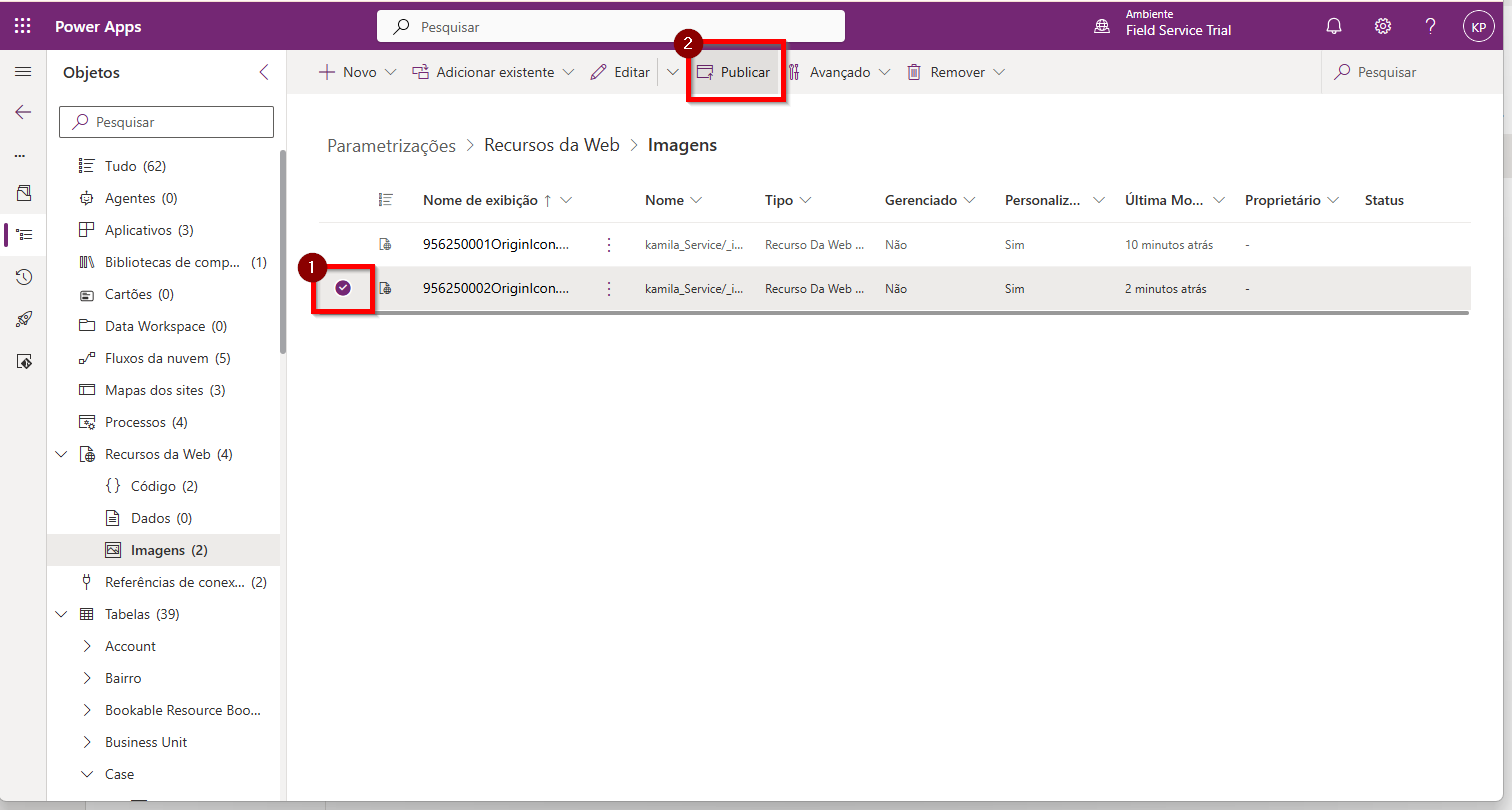 Power Apps
Pesquisar
Ambiente
Field Service Trial
KP
Objetos
Pesquisar
Tudo (62)
Agentes (0)
Aplicativos (3)
Bibliotecas de comp... (1)
Cartões (0)
Data Workspace (0)
Fluxos da nuvem (5)
Mapas dos sites (3)
Processos (4)
Recursos da Web (4)
Código (2)
Dados (0)
Imagens (2)
Referências de conex... (2)
Tabelas (39)
Account
Bairro
Bookable Resource Boo...
Business Unit
Case
2
Novo Adicionar existente Editar Publicar Avançado Remover Pesquisar
Parametrizações > Recursos da Web > Imagens
Nome de exibição ↑ Nome Tipo Gerenciado Personaliz... Última Mo... Proprietário Status
956250001OriginIcon.... kamila_Service/_i... Recurso Da Web ... Não Sim 10 minutos atrás -
1
956250002OriginIcon.... kamila_Service/_i... Recurso Da Web ... Não Sim 2 minutos atrás -